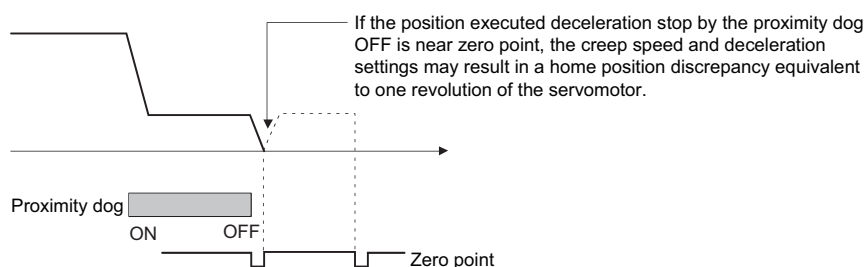 If the position executed deceleration stop by the proximity dog
OFF is near zero point, the creep speed and deceleration
settings may result in a home position discrepancy equivalent
to one revolution of the servomotor.
Proximity dog
ON OFF
Zero point